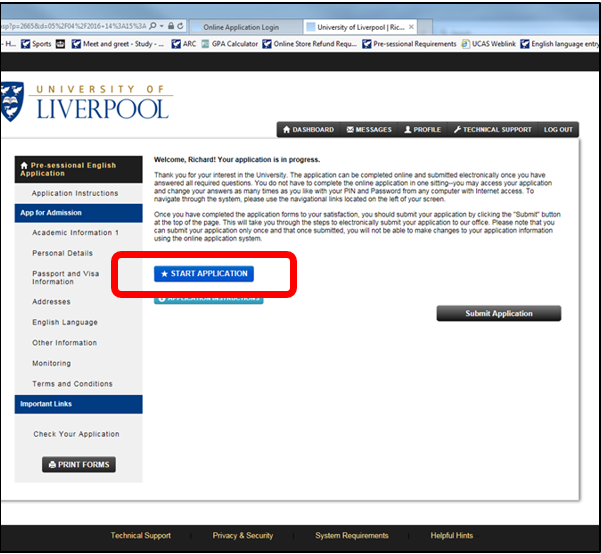 asp?p=2665&d=05%2F04%2F2016+14%3A15%3A
Online Application Login
University of Liverpool | Ric...
- H...
Sports
Meet and greet - Study - ...
ARC
GPA Calculator
Online Store Refund Requ...
Pre-sessional Requirements
UCAS Weblink
English language entry
UNIVERSITY OF
LIVERPOOL
DASHBOARD
MESSAGES
PROFILE
TECHNICAL SUPPORT
LOG OUT
Pre-sessional English
Application
Application Instructions
App for Admission
Academic Information 1
Personal Details
Passport and Visa
Information
Addresses
English Language
Other Information
Monitoring
Terms and Conditions
Important Links
Check Your Application
PRINT FORMS
Welcome, Richard! Your application is in progress.
Thank you for your interest in the University. The application can be completed online and submitted electronically once you have
answered all required questions. You do not have to complete the online application in one sitting--you may access your application
and change your answers as many times as you like with your PIN and Password from any computer with Internet access. To
navigate through the system, please use the navigational links located on the left of your screen.
Once you have completed the application forms to your satisfaction, you should submit your application by clicking the "Submit" button
at the top of the page. This will take you through the steps to electronically submit your application to our office. Please note that you
can submit your application only once and that once submitted, you will not be able to make changes to your application information
using the online application system.
START APPLICATION
APPLICATION INSTRUCTIONS
Submit Application
Technical Support
Privacy & Security
System Requirements
Helpful Hints